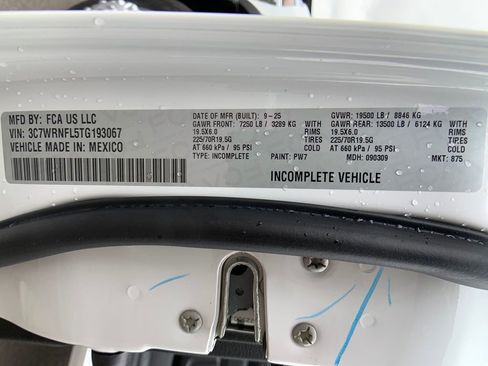 MFD BY: FCA US LLC
VIN: 3C7WRNFL5TG193067
VEHICLE MADE IN: MEXICO
DATE OF MFR (BUILT): 9-25
GAWR FRONT: 7250 LB / 3289 KG WITH
19.5X6.0 RIMS
225/70R19.5G TIRES
AT 660 kPa / 95 PSI COLD
TYPE: INCOMPLETE PAINT: PW7
GVWR: 19500 LB / 8846 KG
GAWR REAR: 13500 LB / 6124 KG WITH
19.5X6.0 RIMS
225/70R19.5G TIRES
AT 660 kPa / 95 PSI COLD
MDH: 090309 MKT: 875
INCOMPLETE VEHICLE